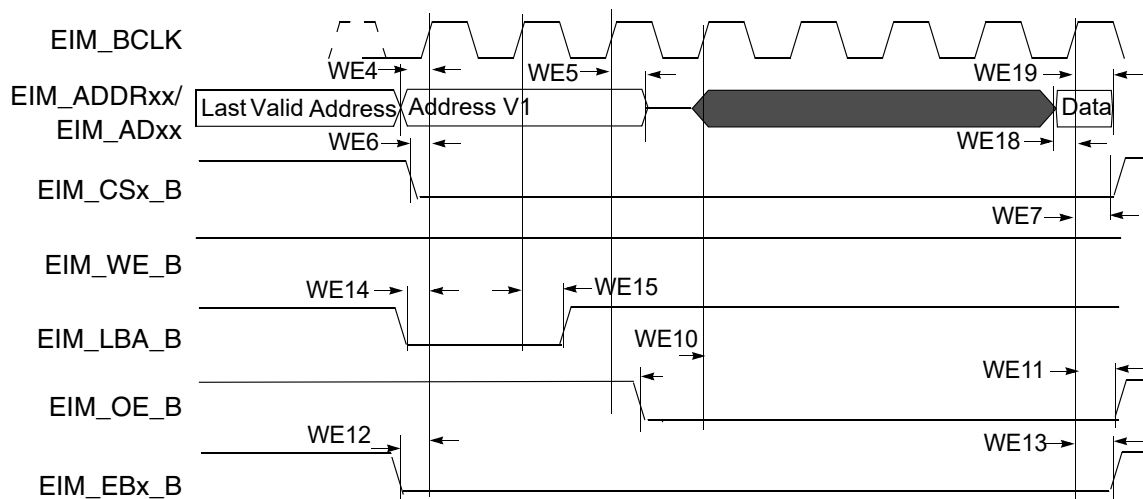 EIM_BCLK
WE4
WE5
WE19
EIM_ADDRxx/
EIM_ADxx
Last Valid Address
Address V1
Data
WE6
WE18
EIM_CSx_B
WE7
EIM_WE_B
WE14
WE15
EIM_LBA_B
WE10
WE11
EIM_OE_B
WE12
WE13
EIM_EBx_B